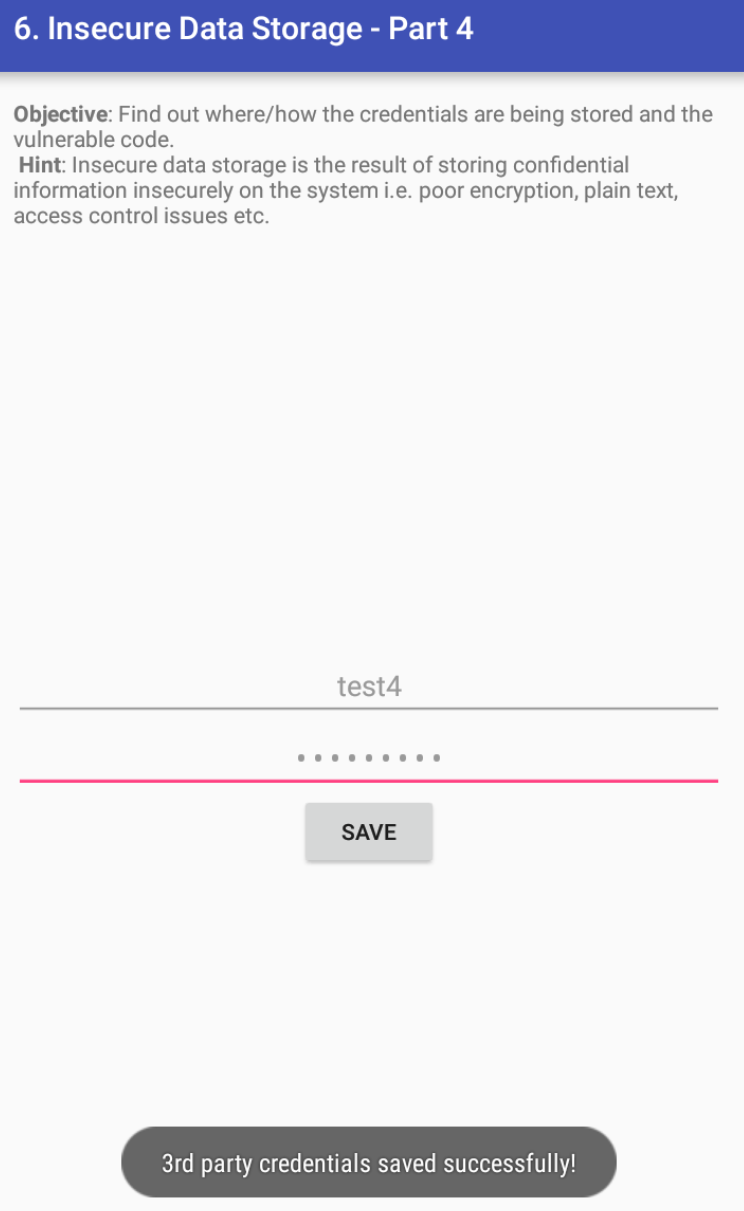 6. Insecure Data Storage - Part 4
Objective: Find out where/how the credentials are being stored and the
vulnerable code.
Hint: Insecure data storage is the result of storing confidential
information insecurely on the system i.e. poor encryption, plain text,
access control issues etc.
test4
•••••••••
SAVE
3rd party credentials saved successfully!